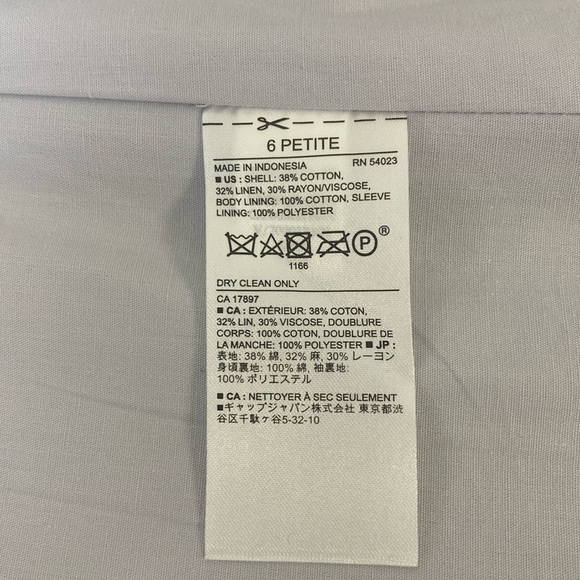 6 PETITE
MADE IN INDONESIA RN 54023
■ US : SHELL: 38% COTTON,
32% LINEN, 30% RAYON/VISCOSE,
BODY LINING: 100% COTTON, SLEEVE
LINING: 100% POLYESTER
P ®
1166
DRY CLEAN ONLY
CA 17897
■ CA : EXTÉRIEUR: 38% COTON,
32% LIN, 30% VISCOSE, DOUBLURE
CORPS: 100% COTON, DOUBLURE DE
LA MANCHE: 100% POLYESTER ■ JP :
表地: 38% 綿, 32% 麻, 30% レーヨン
身頃裏地: 100% 綿, 袖裏地:
100% ポリエステル
■ CA : NETTOYER À SEC SEULEMENT
■ギャップジャパン株式会社 東京都渋
谷区千駄ヶ谷5-32-10